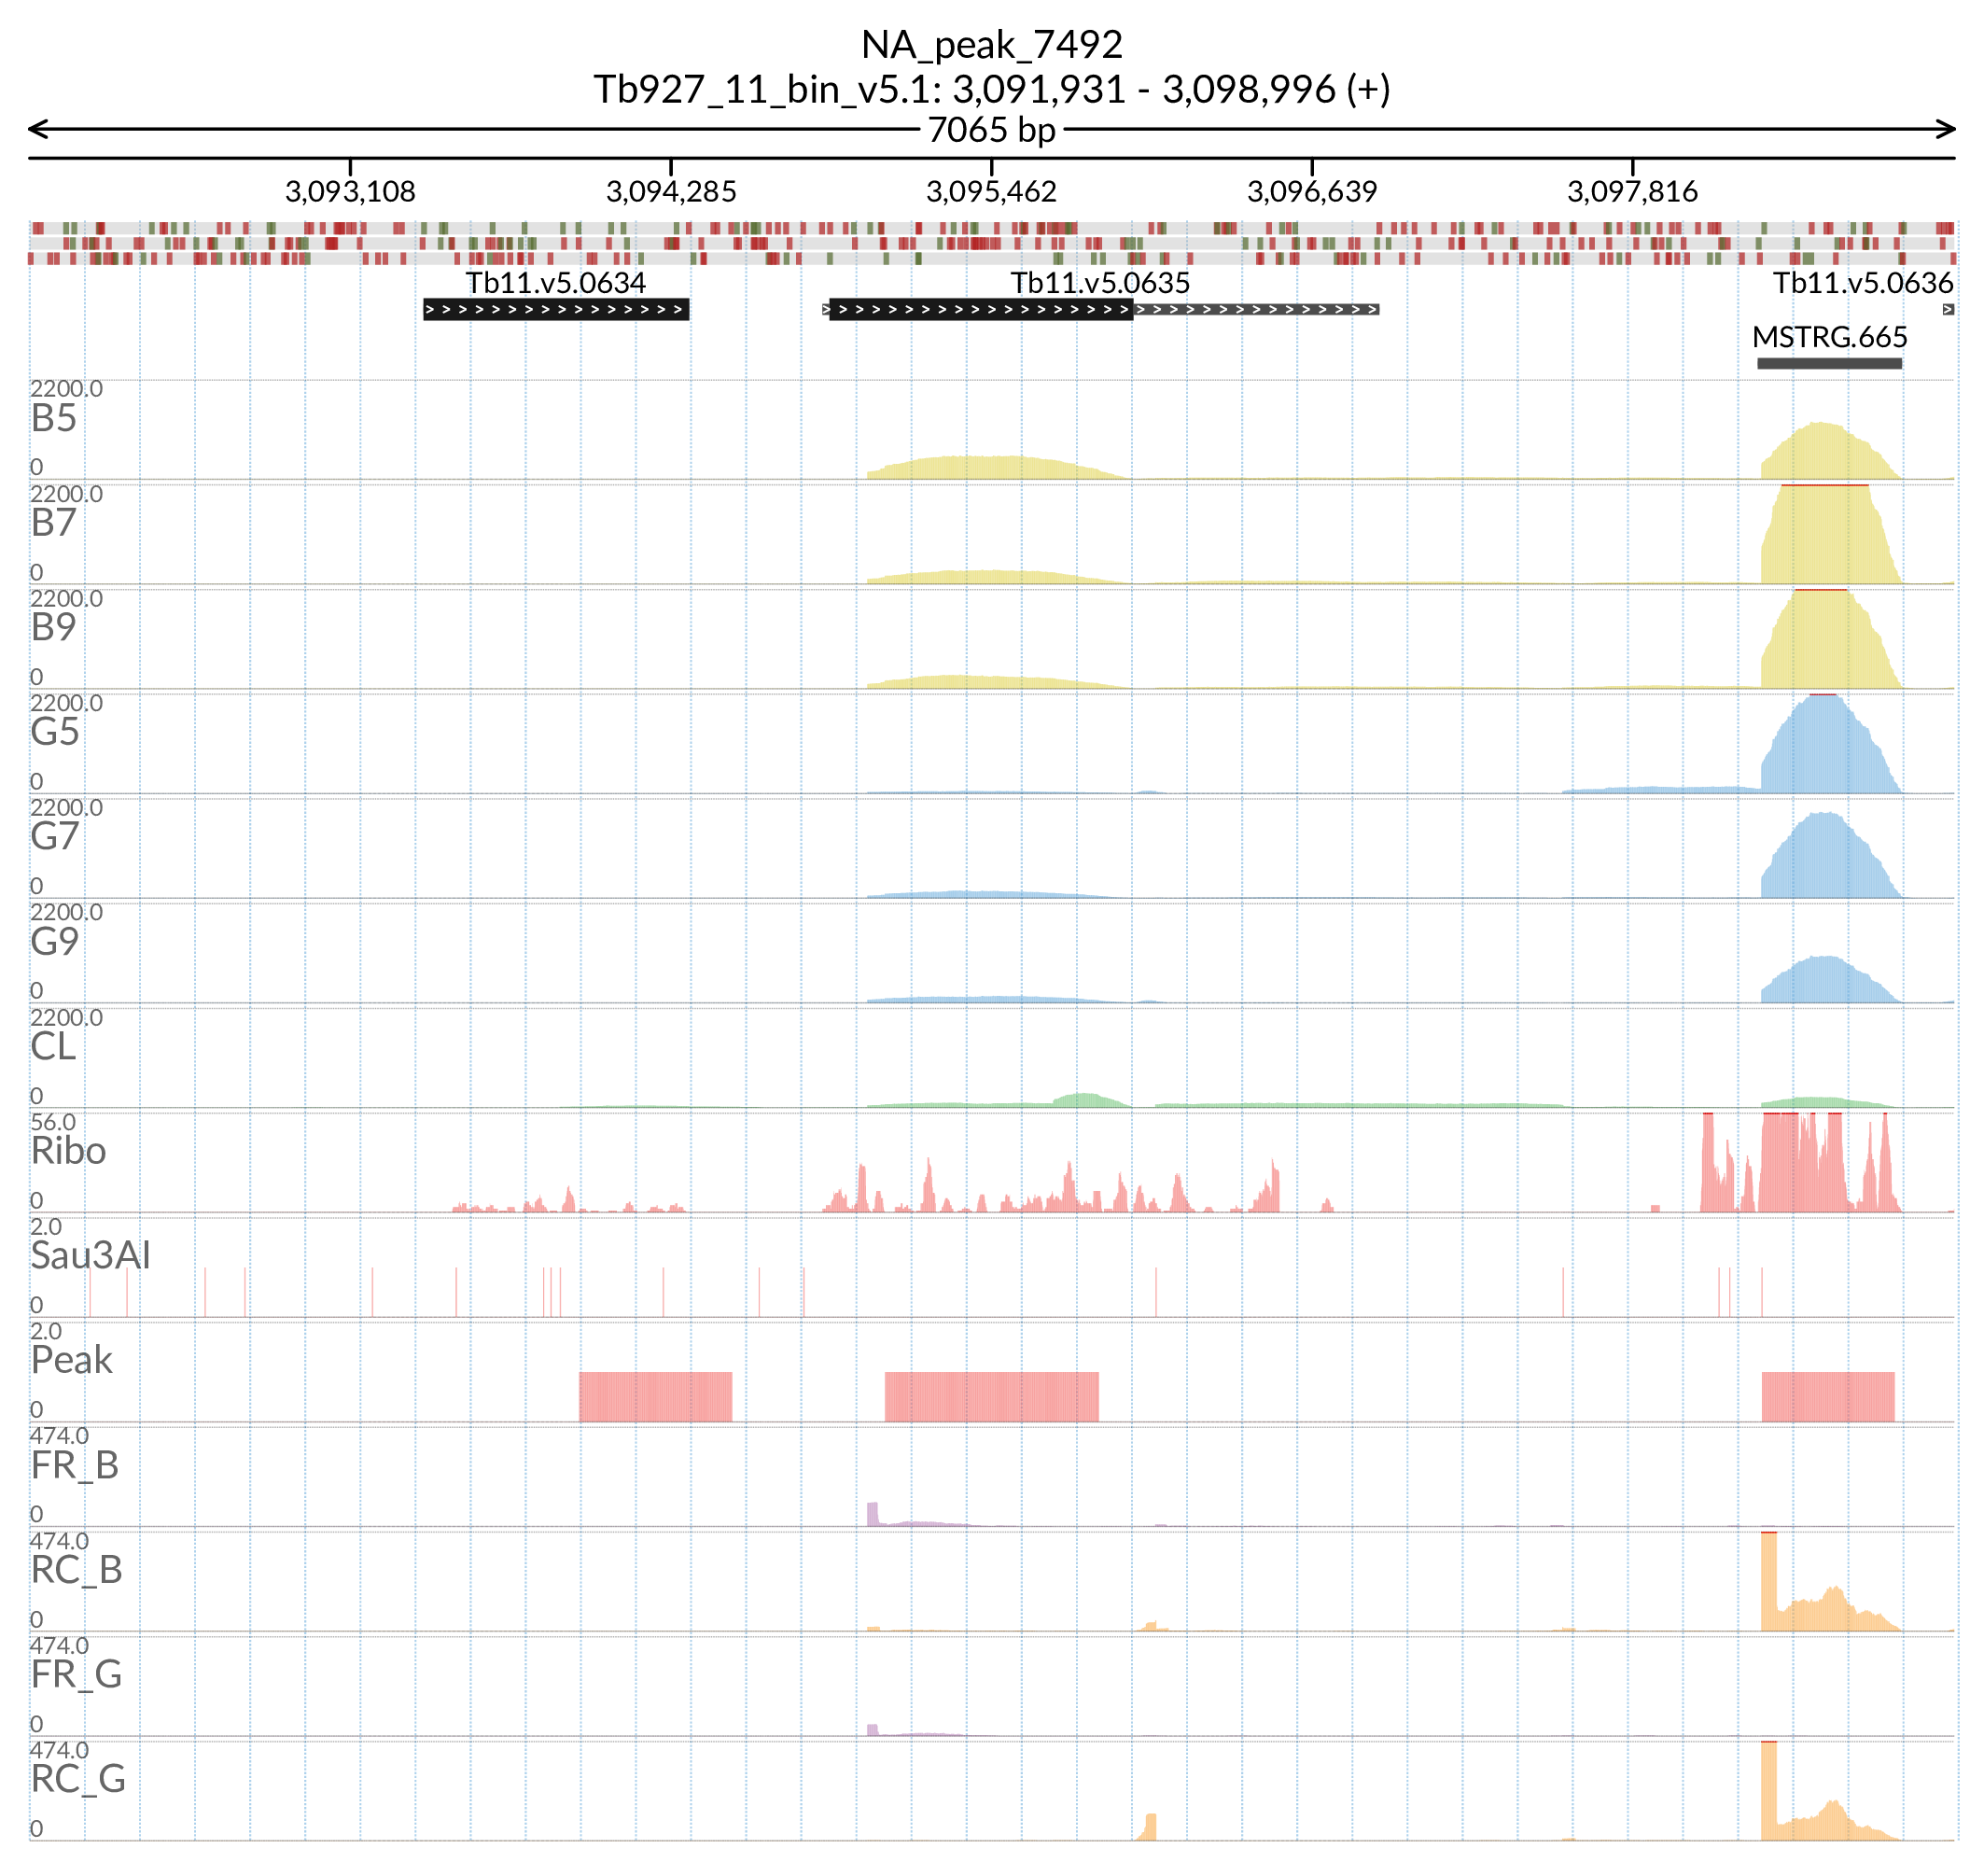 NA_peak_7492
Tb927_11_bin_v5.1: 3,091,931 - 3,098,996 (+)
7065 bp
3,093,108 3,094,285 3,095,462 3,096,639 3,097,816
Tb11.v5.0634 Tb11.v5.0635 Tb11.v5.0636
MSTRG.665
2200.0
B5
0
2200.0
B7
0
2200.0
B9
0
2200.0
G5
0
2200.0
G7
0
2200.0
G9
0
2200.0
CL
0
56.0
Ribo
0
2.0
Sau3AI
0
2.0
Peak
0
474.0
FR_B
0
474.0
RC_B
0
474.0
FR_G
0
474.0
RC_G
0